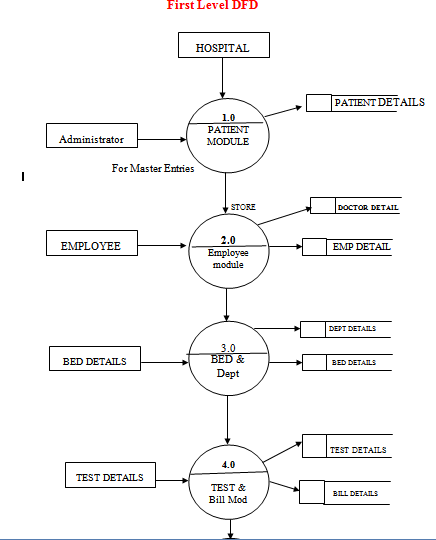 First Level DFD
HOSPITAL
1.0
PATIENT
MODULE
PATIENT DETAILS
Administrator
For Master Entries
STORE
DOCTOR DETAIL
2.0
Employee
module
EMPLOYEE
EMP DETAIL
DEPT DETAILS
3.0
BED &
Dept
BED DETAILS
BED DETAILS
4.0
TEST &
Bill Mod
TEST DETAILS
TEST DETAILS
BILL DETAILS